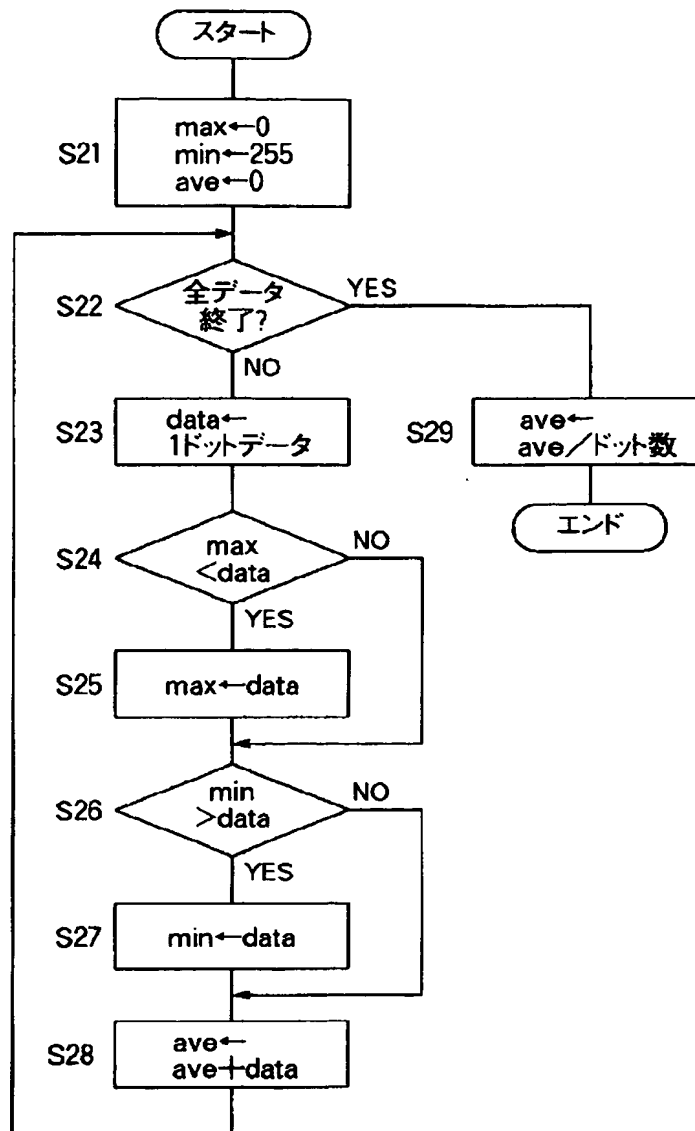 スタート
S21
max←0
min←255
ave←0
S22
全データ
終了?
YES
NO
S23
data←
1ドットデータ
S29
ave←
ave/ドット数
エンド
S24
max
<data
NO
YES
S25
max←data
S26
min
>data
NO
YES
S27
min←data
S28
ave←
ave+data